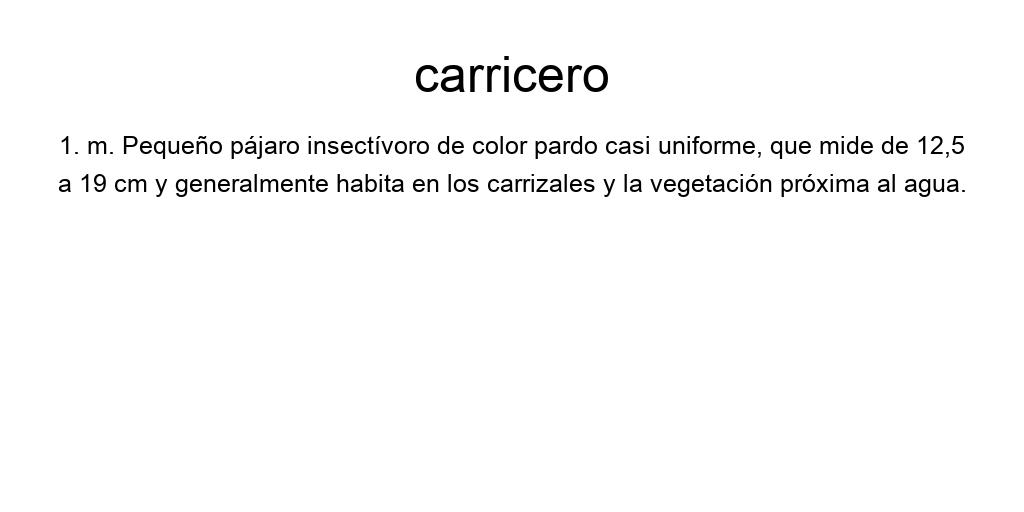 carricero
1. m. Pequeño pájaro insectívoro de color pardo casi uniforme, que mide de 12,5
a 19 cm y generalmente habita en los carrizales y la vegetación próxima al agua.